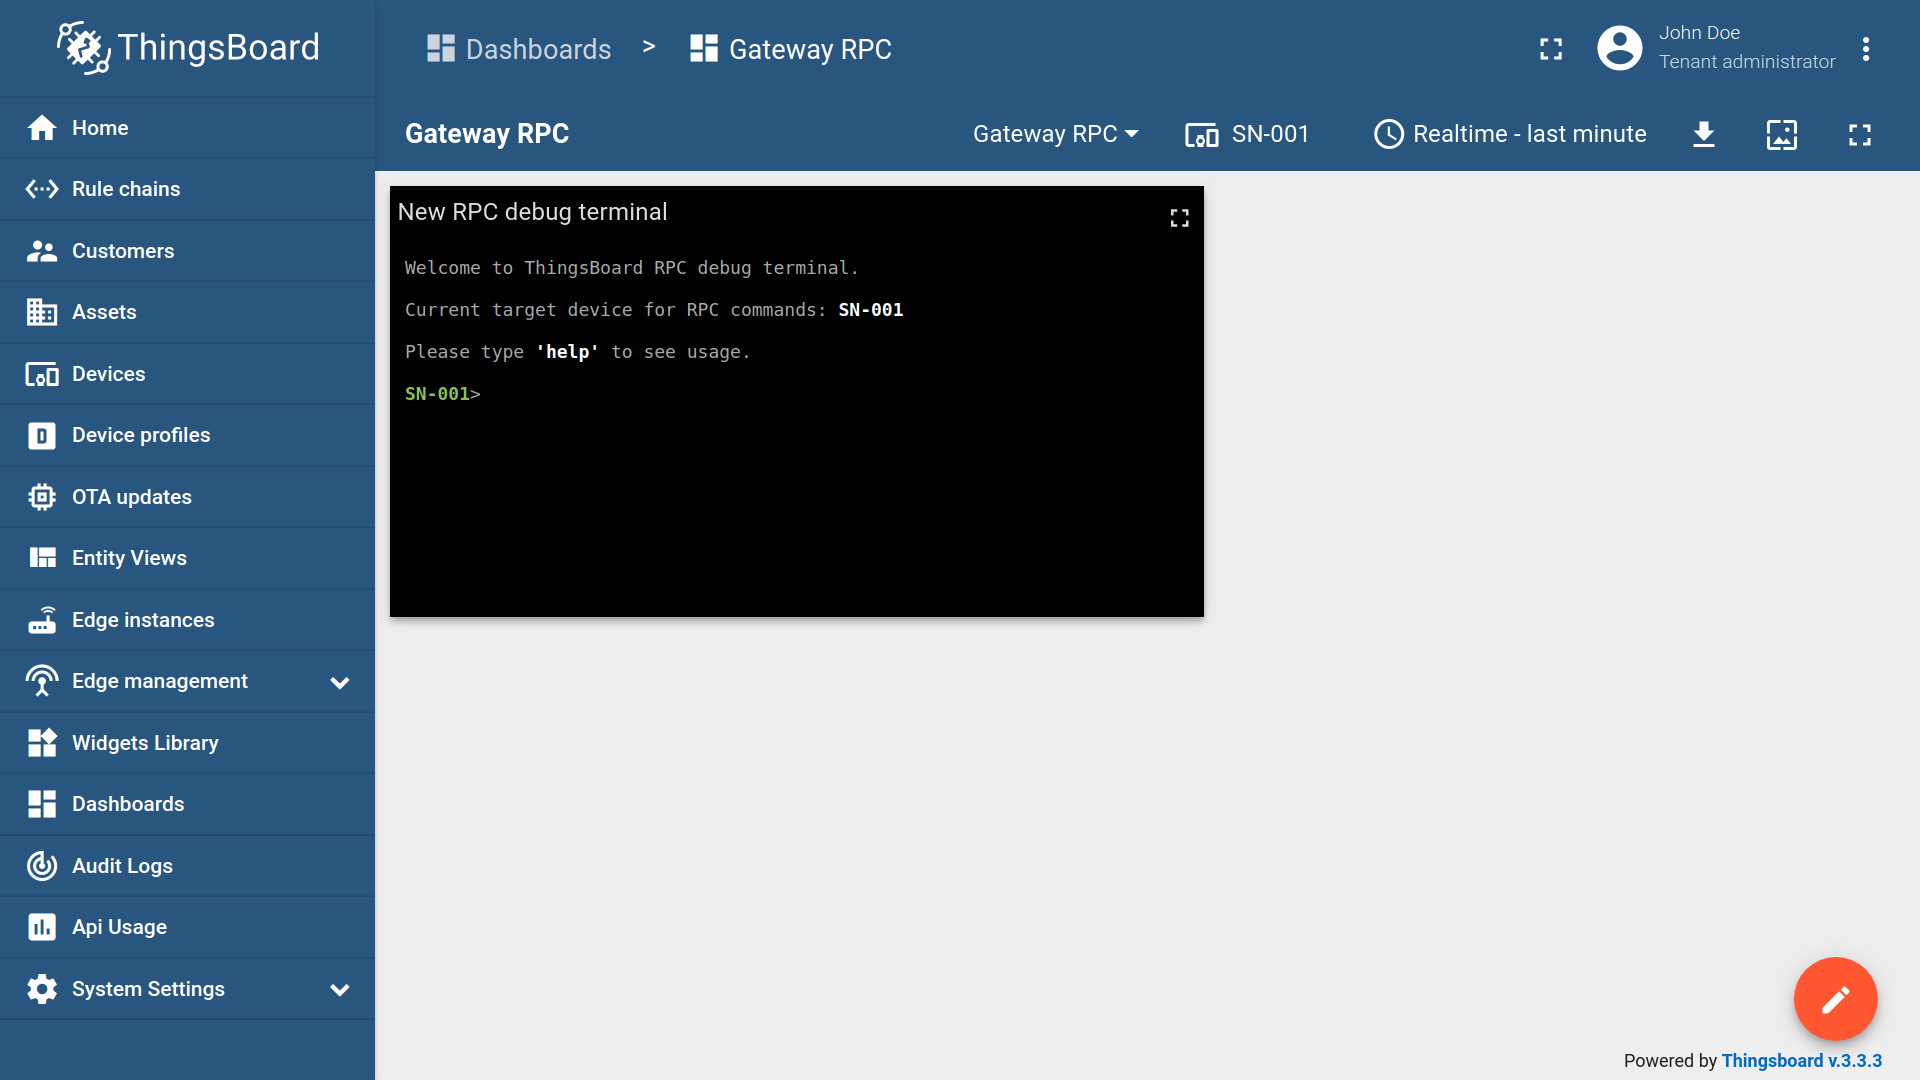 ThingsBoard
Dashboards > Gateway RPC
John Doe
Tenant administrator
Home
Rule chains
Customers
Assets
Devices
Device profiles
OTA updates
Entity Views
Edge instances
Edge management
Widgets Library
Dashboards
Audit Logs
Api Usage
System Settings
Gateway RPC
Gateway RPC
SN-001
Realtime - last minute
New RPC debug terminal
Welcome to ThingsBoard RPC debug terminal.
Current target device for RPC commands: SN-001
Please type 'help' to see usage.
SN-001>
Powered by Thingsboard v.3.3.3